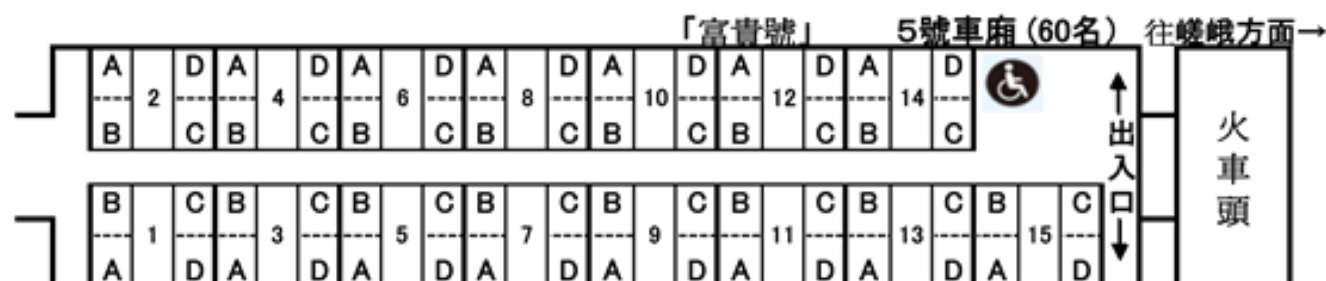 「富貴號」 5號車廂 (60名) 往嵯峨方面→
A D A D A D A D A D A D A D
2 4 6 8 10 12 14
B C B C B C B C B C B C B C
↑出入口↓
火車頭
B C B C B C B C B C B C B C B C
1 3 5 7 9 11 13 15
A D A D A D A D A D A D A D A D